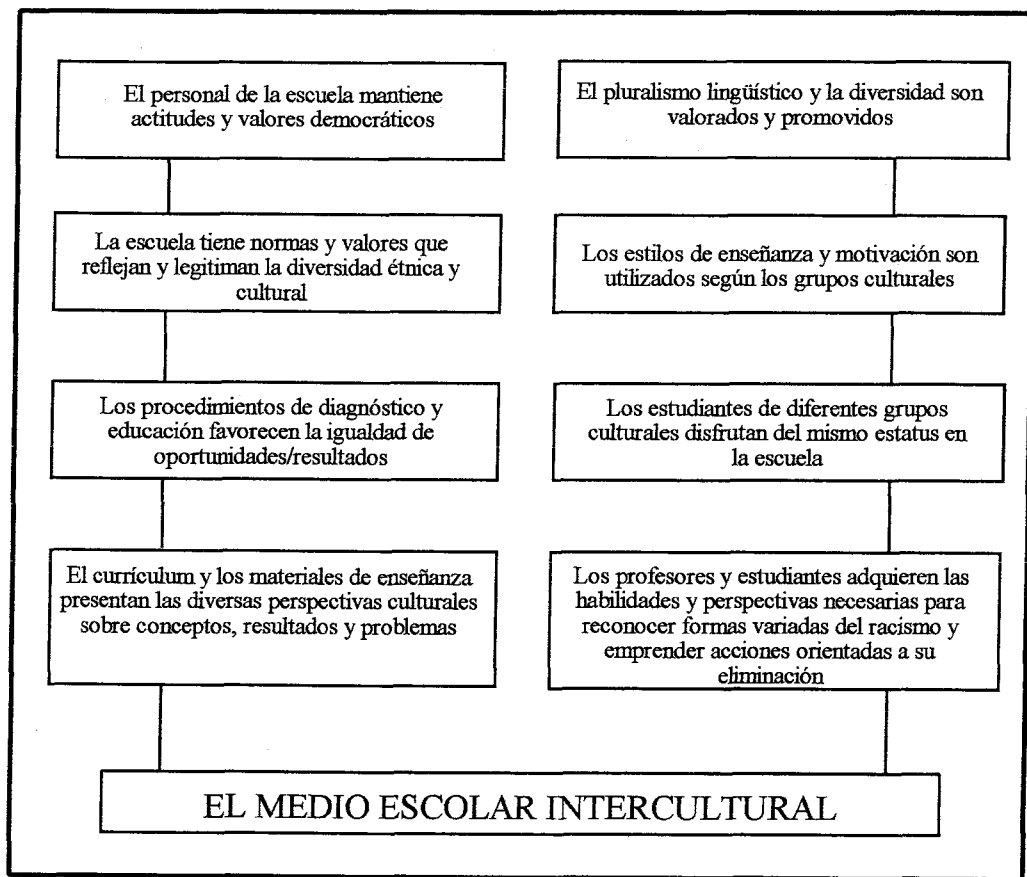 El personal de la escuela mantiene
actitudes y valores democráticos
La escuela tiene normas y valores que
reflejan y legitiman la diversidad étnica y
cultural
Los procedimientos de diagnóstico y
educación favorecen la igualdad de
oportunidades/resultados
El currículum y los materiales de enseñanza
presentan las diversas perspectivas culturales
sobre conceptos, resultados y problemas
El pluralismo lingüístico y la diversidad son
valorados y promovidos
Los estilos de enseñanza y motivación son
utilizados según los grupos culturales
Los estudiantes de diferentes grupos
culturales disfrutan del mismo estatus en
la escuela
Los profesores y estudiantes adquieren las
habilidades y perspectivas necesarias para
reconocer formas variadas del racismo y
emprender acciones orientadas a su
eliminación
EL MEDIO ESCOLAR INTERCULTURAL